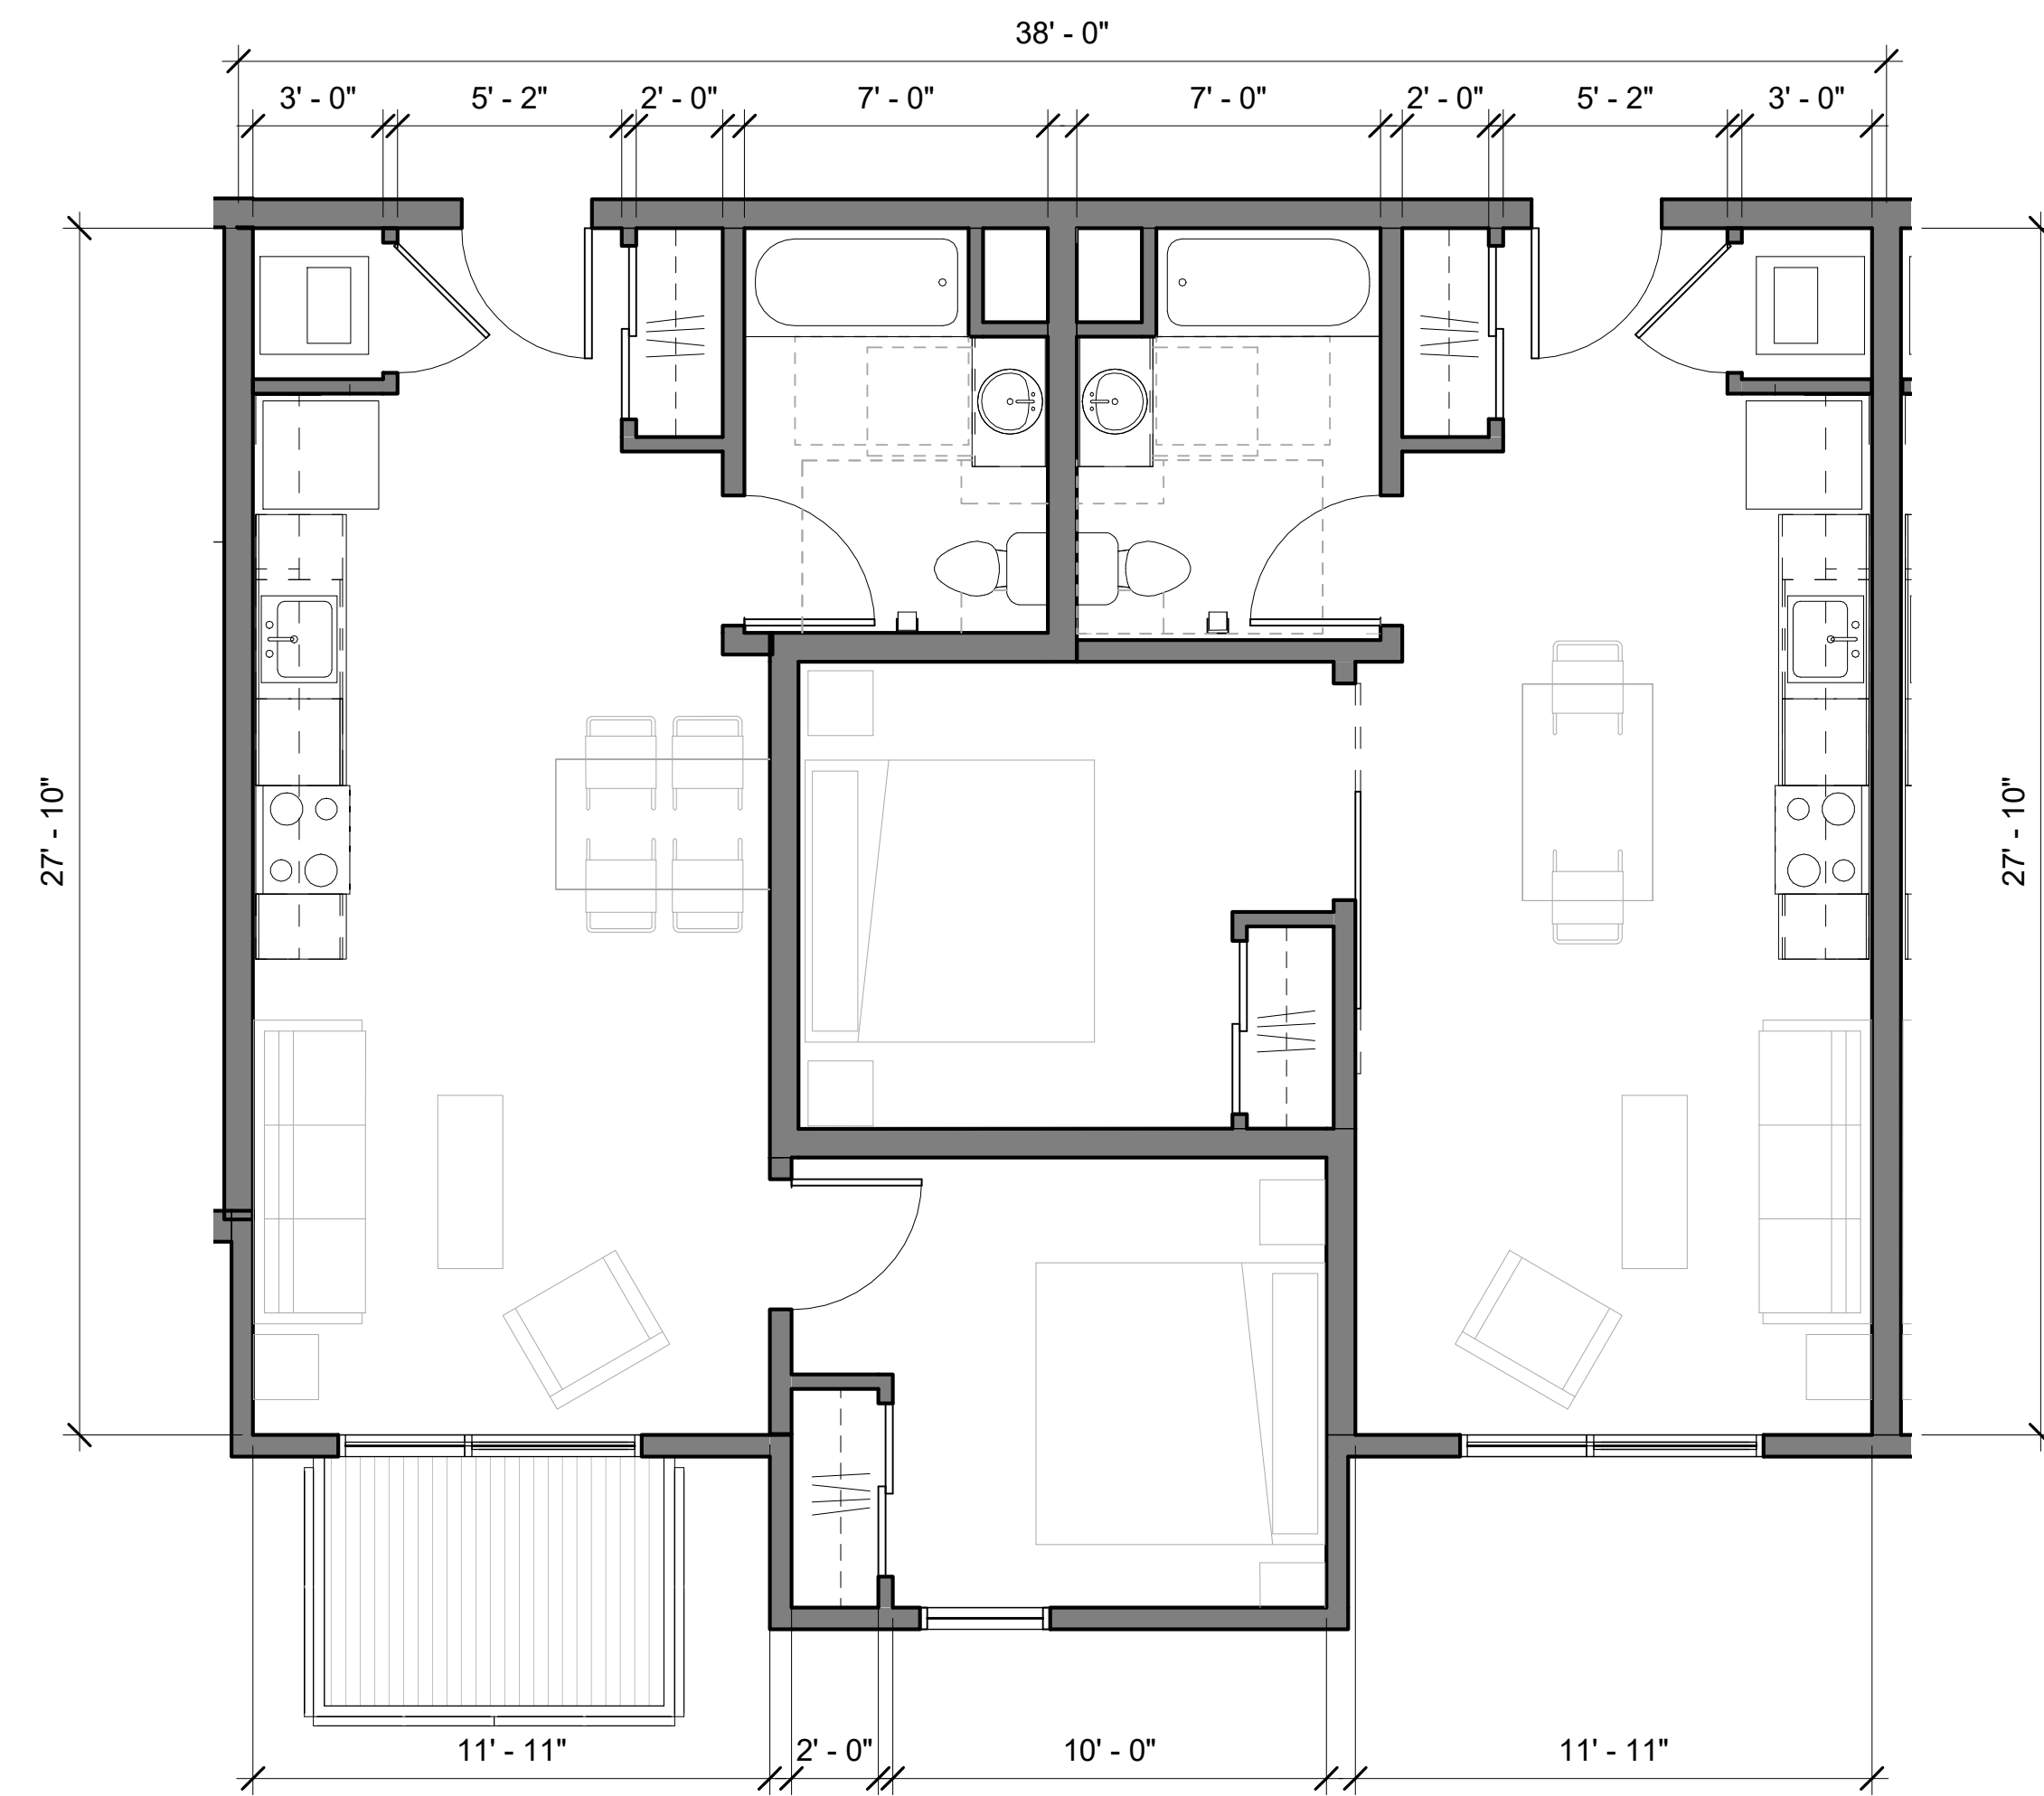 38' - 0"
3' - 0"
5' - 2"
2' - 0"
7' - 0"
7' - 0"
2' - 0"
5' - 2"
3' - 0"
27' - 10"
27' - 10"
11' - 11"
2' - 0"
10' - 0"
11' - 11"